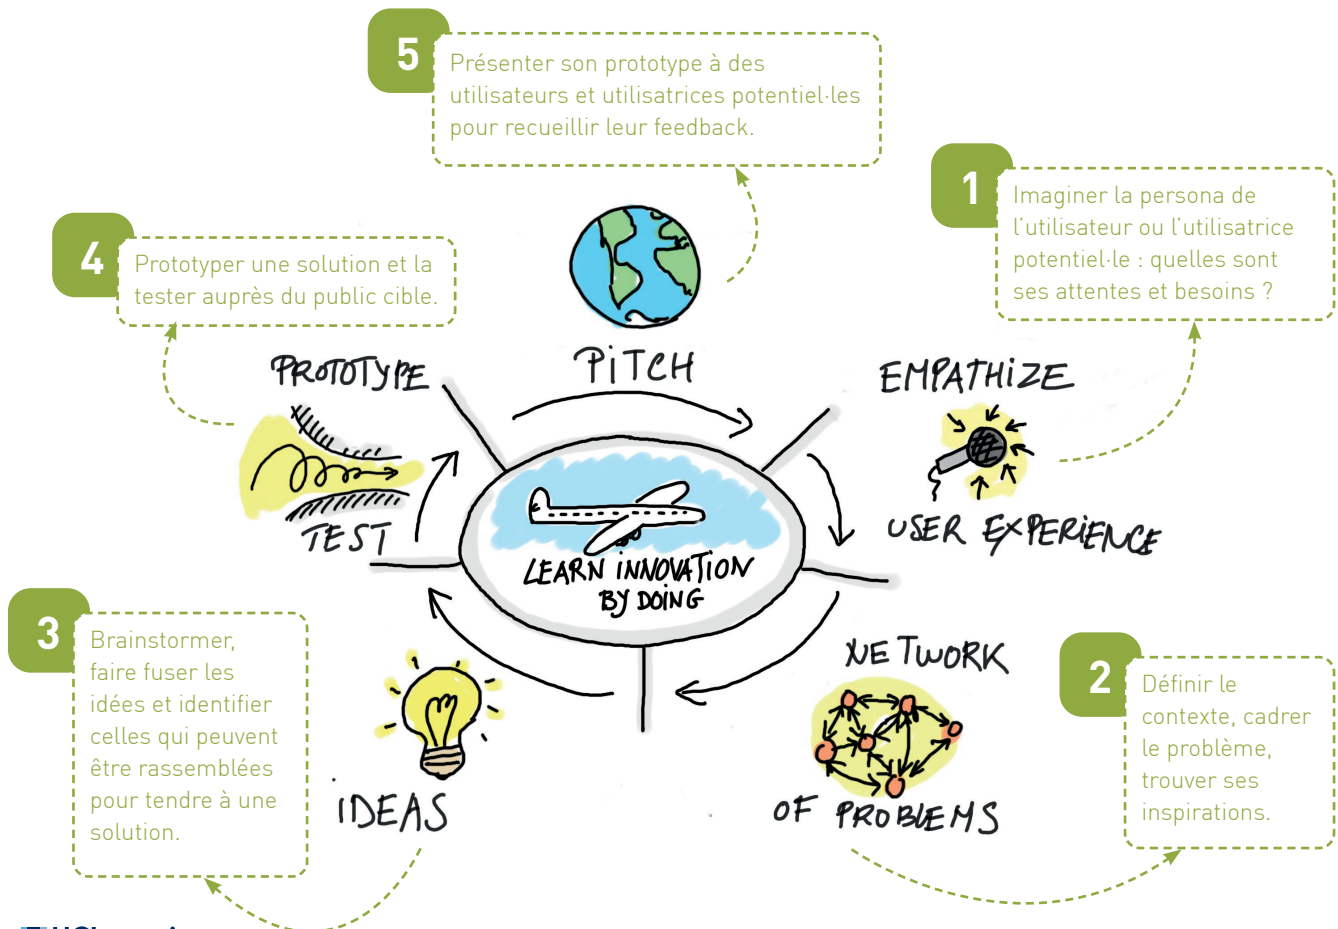 5
Présenter son prototype à des
utilisateurs et utilisatrices potentiel·les
pour recueillir leur feedback.
1
Imaginer la persona de
l'utilisateur ou l'utilisatrice
potentiel·le : quelles sont
ses attentes et besoins ?
4
Prototyper une solution et la
tester auprès du public cible.
PROTOTYPE
TEST
PiTCH
EMPATHiZE
USER EXPERiENCE
LEARN iNNOVATiON
BY DOiNG
3
Brainstormer,
faire fuser les
idées et identifier
celles qui peuvent
être rassemblées
pour tendre à une
solution.
iDEAS
NETWORK
OF PROBLEMS
2
Définir le
contexte, cadrer
le problème,
trouver ses
inspirations.